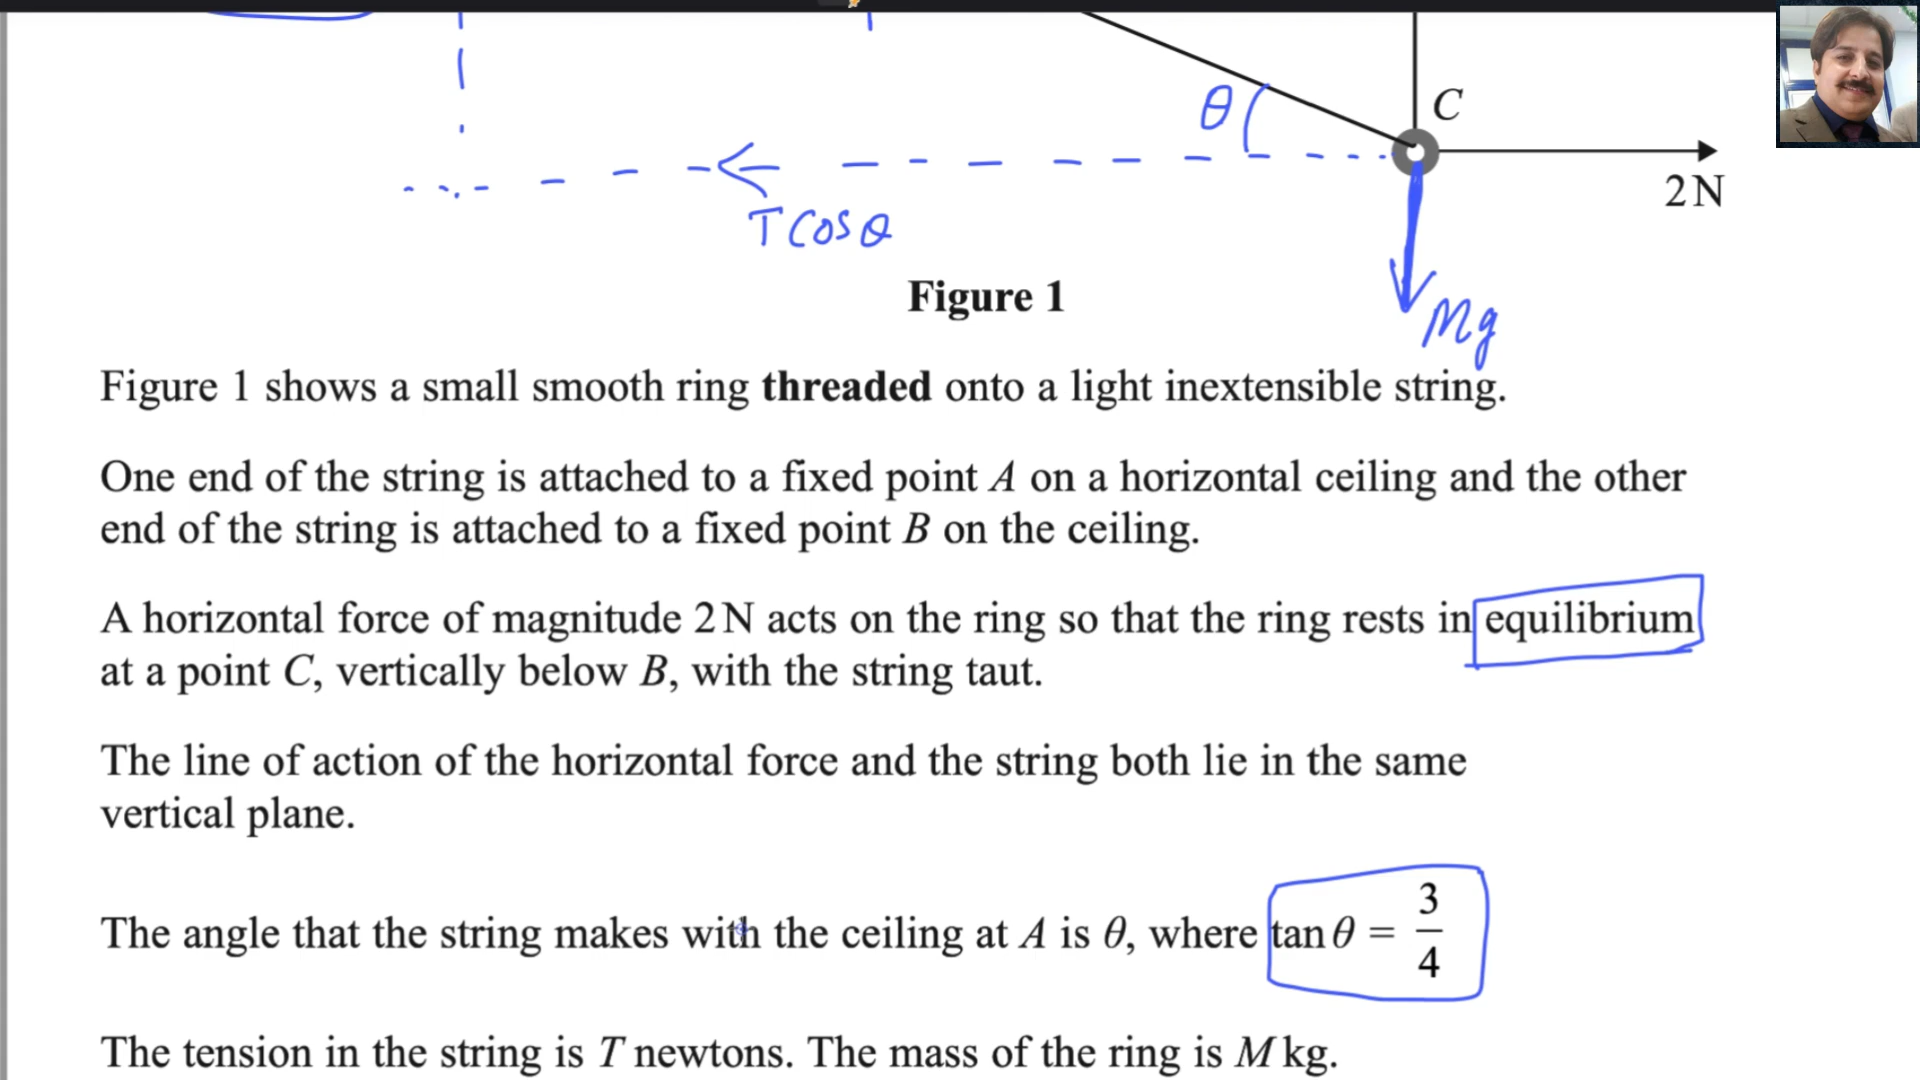 θ
C
2 N
T cos θ
Mg
Figure 1
Figure 1 shows a small smooth ring threaded onto a light inextensible string.
One end of the string is attached to a fixed point A on a horizontal ceiling and the other
end of the string is attached to a fixed point B on the ceiling.
A horizontal force of magnitude 2 N acts on the ring so that the ring rests in equilibrium
at a point C, vertically below B, with the string taut.
The line of action of the horizontal force and the string both lie in the same
vertical plane.
The angle that the string makes with the ceiling at A is θ, where tan θ = 3/4
The tension in the string is T newtons. The mass of the ring is M kg.